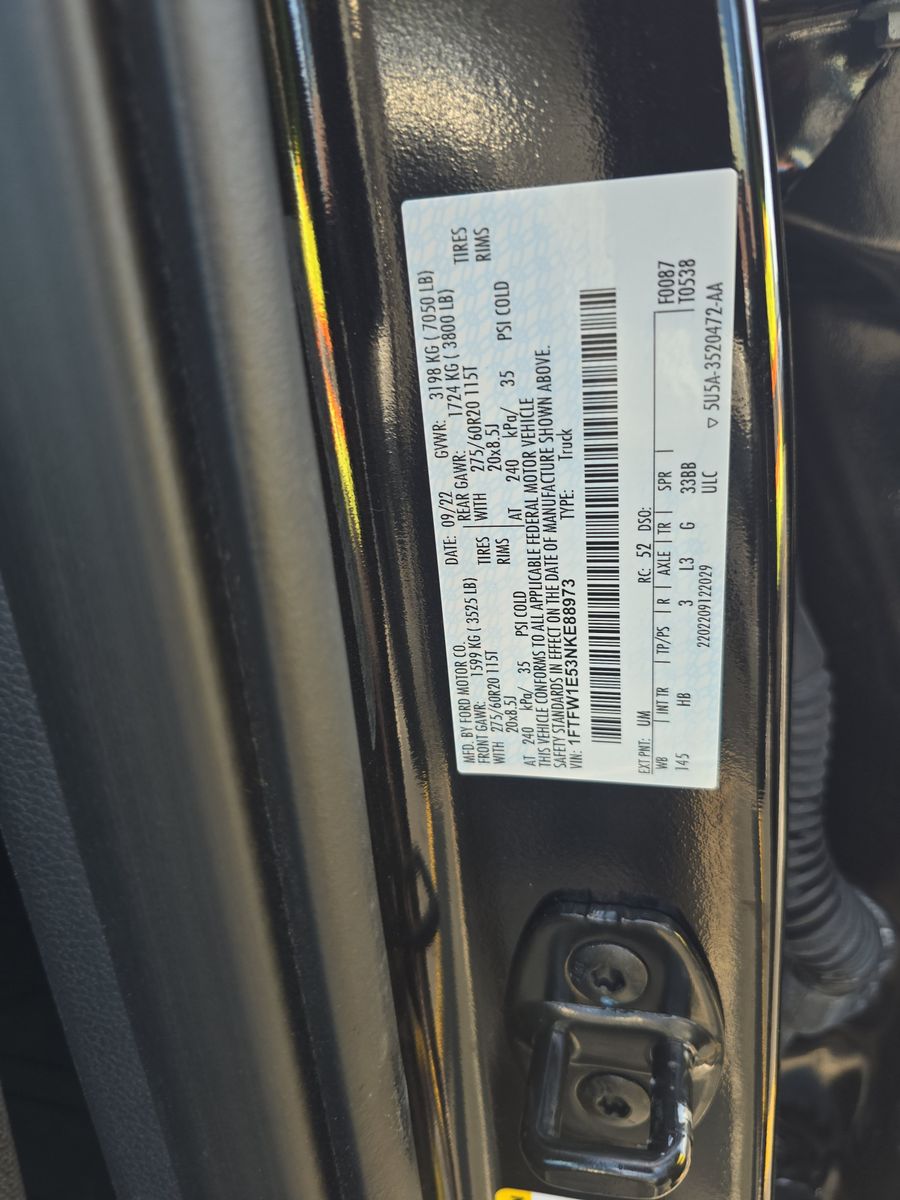 MFD. BY FORD MOTOR CO. DATE: 09/22 GVWR: 3198 KG ( 7050 LB)
FRONT GAWR: 1599 KG ( 3525 LB) REAR GAWR: 1724 KG ( 3800 LB)
WITH 275/60R20 115T TIRES WITH 275/60R20 115T TIRES
20x8.5J RIMS 20x8.5J RIMS
AT 240 kPa/ 35 PSI COLD AT 240 kPa/ 35 PSI COLD
THIS VEHICLE CONFORMS TO ALL APPLICABLE FEDERAL MOTOR VEHICLE
SAFETY STANDARDS IN EFFECT ON THE DATE OF MANUFACTURE SHOWN ABOVE.
VIN: 1FTFW1E53NKE88973 TYPE: Truck
EXT PNT: UM RC: 52 DSO:
WB INT TR TP/PS R AXLE TR SPR F0087
145 HB 3 L3 G 33BB T0538
2202209122029 ULC
5U5A-3520472-AA